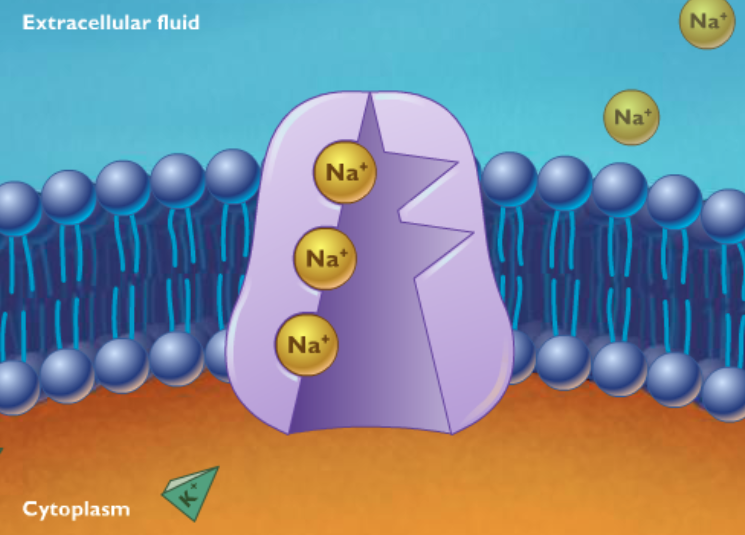 Extracellular fluid
Na⁺
Na⁺
Na⁺
Na⁺
Na⁺
K⁺
Cytoplasm